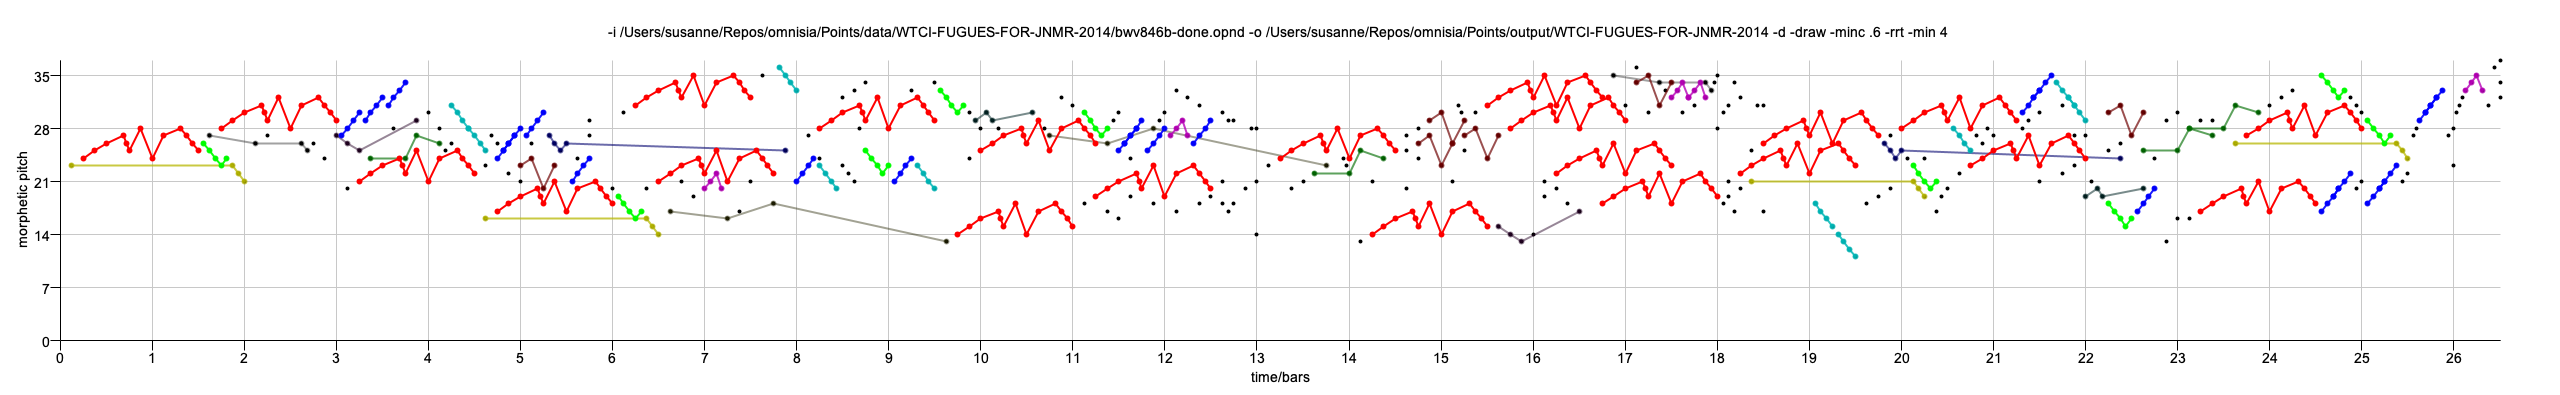 -i /Users/susanne/Repos/omnisia/Points/data/WTCI-FUGUES-FOR-JNMR-2014/bwv846b-done.opnd -o /Users/susanne/Repos/omnisia/Points/output/WTCI-FUGUES-FOR-JNMR-2014 -d -draw -minc .6 -rrt -min 4
35
28
21
14
7
0
morphetic pitch
0 1 2 3 4 5 6 7 8 9 10 11 12 13 14 15 16 17 18 19 20 21 22 23 24 25 26
time/bars